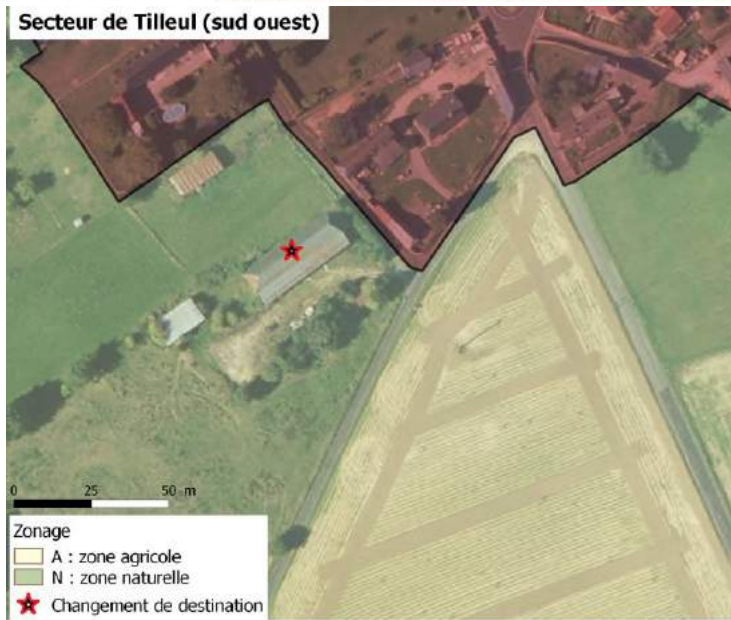 Secteur de Tilleul (sud ouest)
0 25 50 m
Zonage
A : zone agricole
N : zone naturelle
Changement de destination